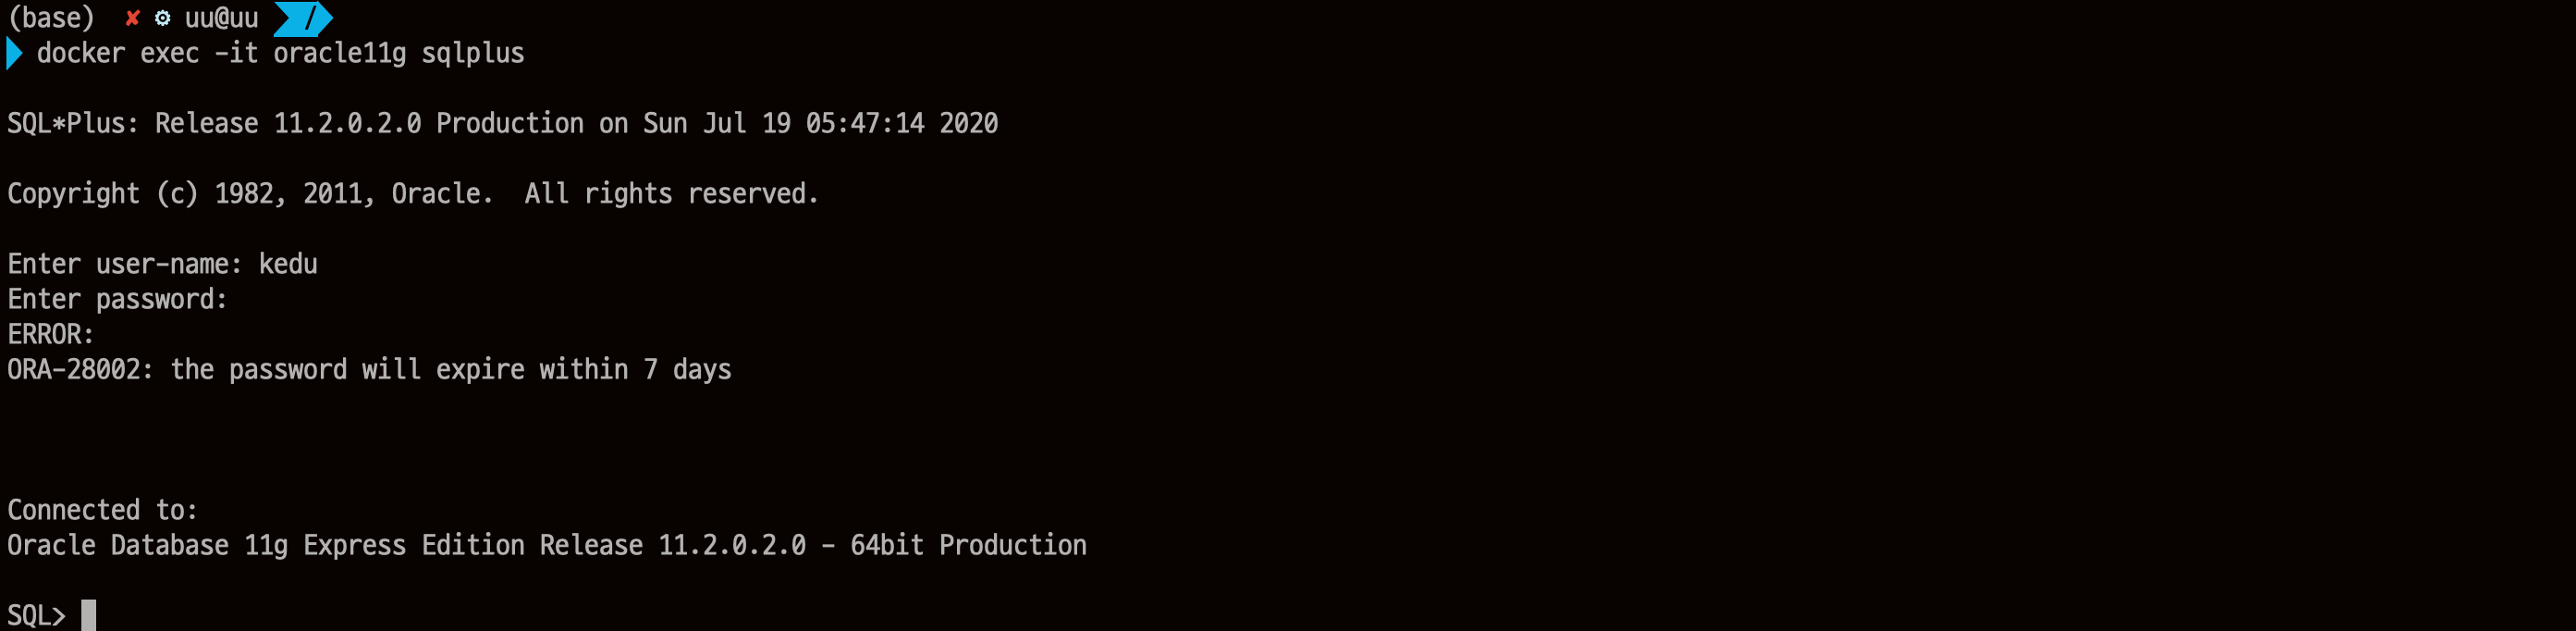 (base) ✘ ⚙ uu@uu /
docker exec -it oracle11g sqlplus
SQL*Plus: Release 11.2.0.2.0 Production on Sun Jul 19 05:47:14 2020
Copyright (c) 1982, 2011, Oracle.  All rights reserved.
Enter user-name: kedu
Enter password:
ERROR:
ORA-28002: the password will expire within 7 days
Connected to:
Oracle Database 11g Express Edition Release 11.2.0.2.0 - 64bit Production
SQL>